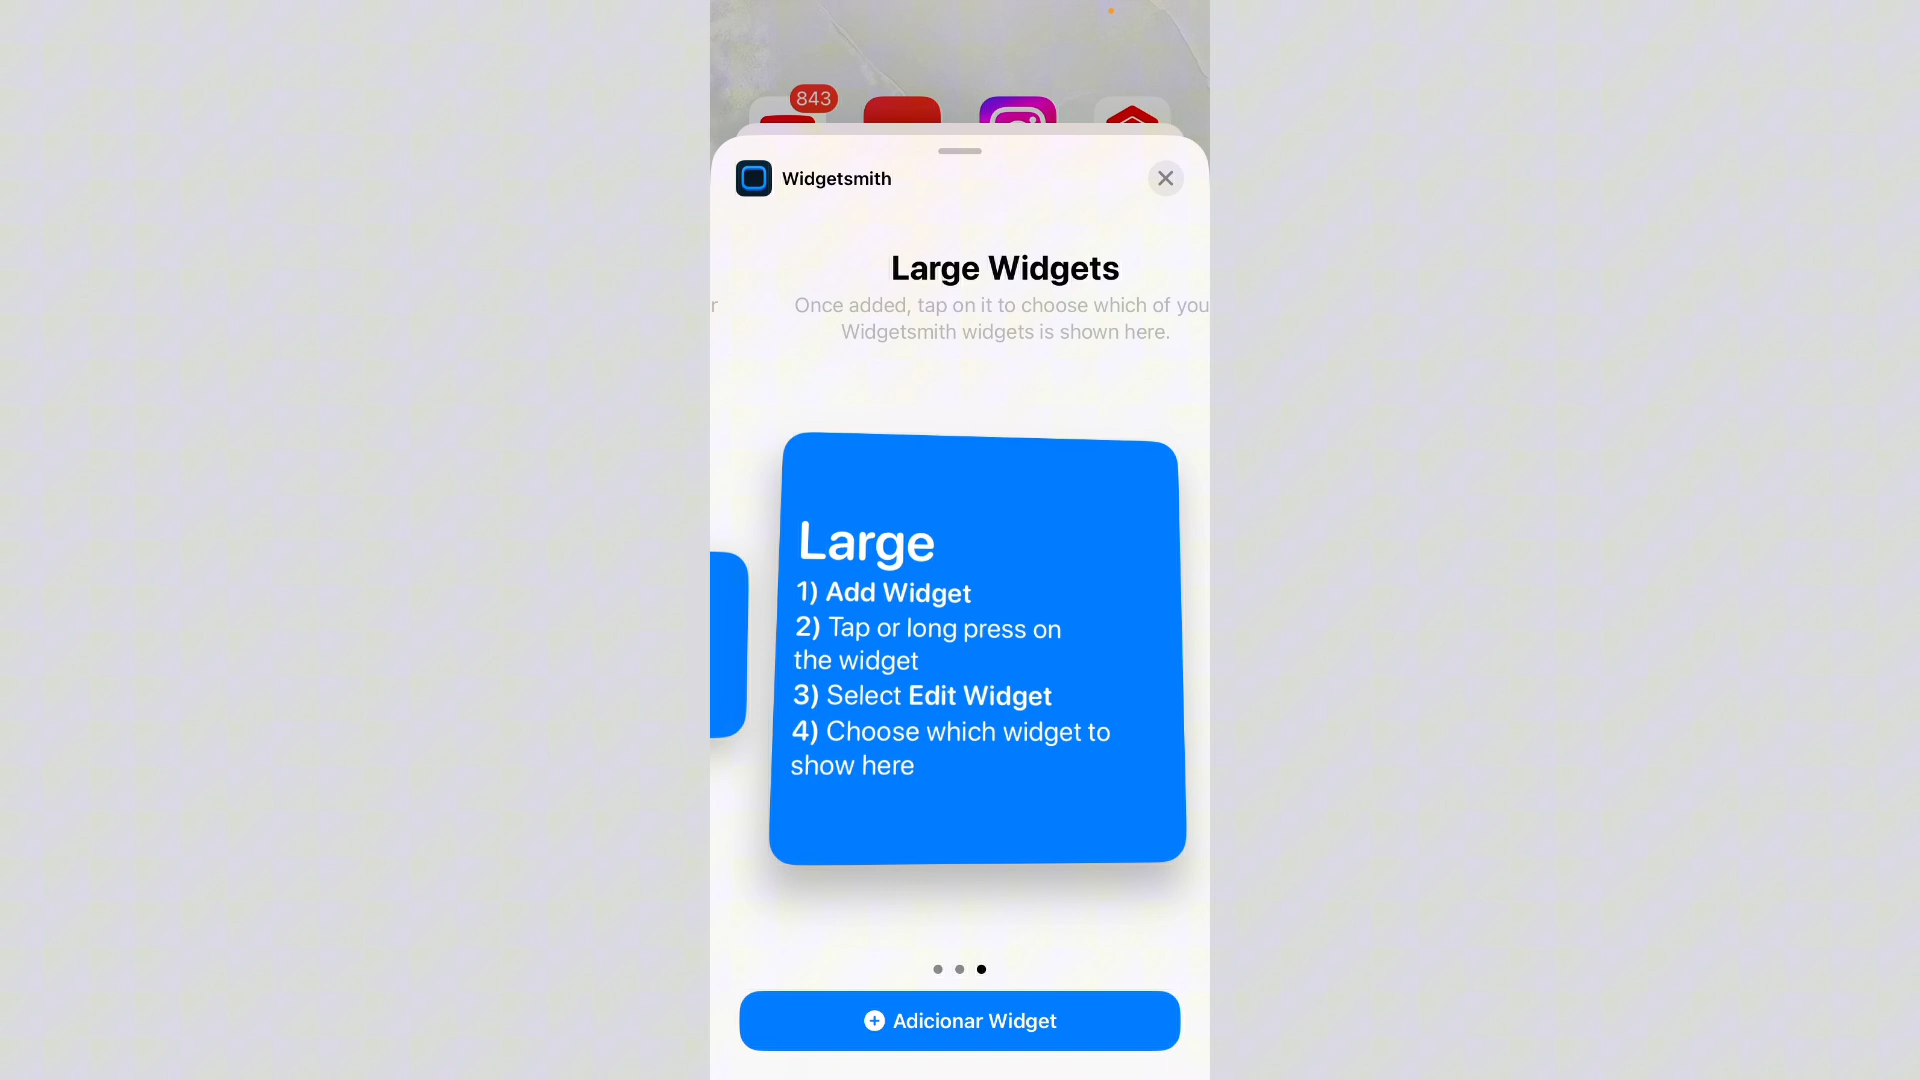 843
Widgetsmith
Large Widgets
r
Once added, tap on it to choose which of you
Widgetsmith widgets is shown here.
Large
1) Add Widget
2) Tap or long press on
the widget
3) Select Edit Widget
4) Choose which widget to
show here
Adicionar Widget